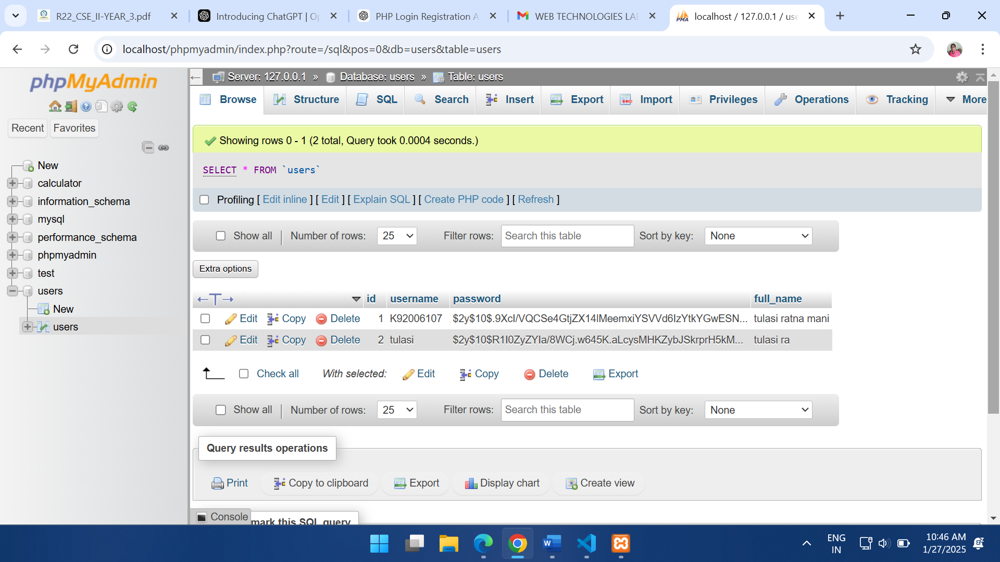 R22_CSE_II-YEAR_3.pdf
Introducing ChatGPT | Op
PHP Login Registration A
WEB TECHNOLOGIES LAB
localhost / 127.0.0.1 / use
localhost/phpmyadmin/index.php?route=/sql&pos=0&db=users&table=users
phpMyAdmin
Recent
Favorites
New
calculator
information_schema
mysql
performance_schema
phpmyadmin
test
users
New
users
Server: 127.0.0.1 » Database: users » Table: users
Browse Structure SQL Search Insert Export Import Privileges Operations Tracking More
Showing rows 0 - 1 (2 total, Query took 0.0004 seconds.)
SELECT * FROM `users`
Profiling [ Edit inline ] [ Edit ] [ Explain SQL ] [ Create PHP code ] [ Refresh ]
Show all | Number of rows: 25 Filter rows: Search this table Sort by key: None
Extra options
id username password full_name
Edit Copy Delete 1 K92006107 $2y$10$.9Xcl/VQCSe4GtjZX14lMeemxiYSVVd6IzYtkYGwESN... tulasi ratna mani
Edit Copy Delete 2 tulasi $2y$10$R1I0ZyZYIa/8WCj.w645K.aLcysMHKZybJSkrprH5kM... tulasi ra
Check all With selected: Edit Copy Delete Export
Show all | Number of rows: 25 Filter rows: Search this table Sort by key: None
Query results operations
Print Copy to clipboard Export Display chart Create view
Console
mark this SQL query
ENG
IN
10:46 AM
1/27/2025